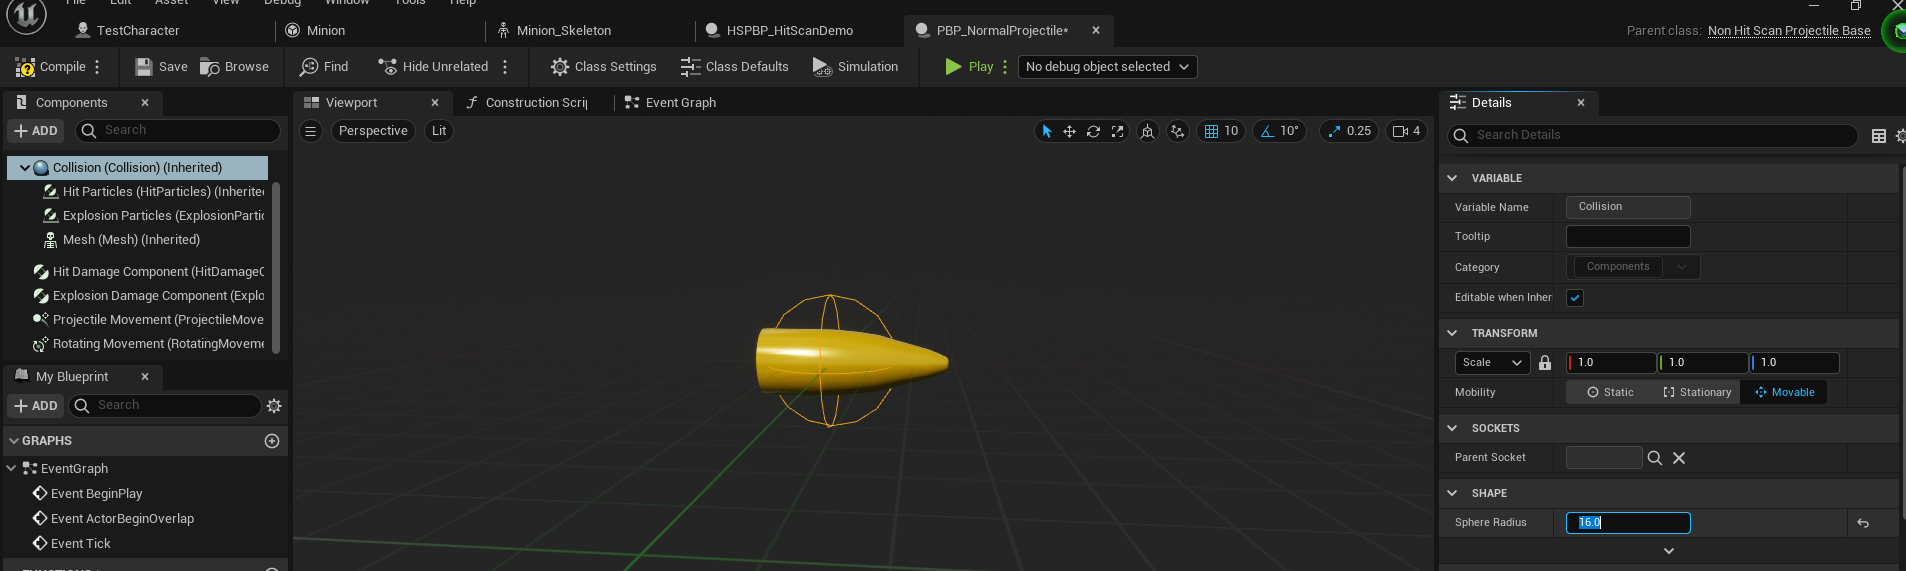 File Edit Asset View Debug Window Tools Help
TestCharacter Minion Minion_Skeleton HSPBP_HitScanDemo PBP_NormalProjectile* Parent class: Non Hit Scan Projectile Base
Compile Save Browse Find Hide Unrelated Class Settings Class Defaults Simulation Play No debug object selected
Components Viewport Construction Scrip Event Graph Details
ADD Search Perspective Lit 10 10° 0.25 4 Search Details
Collision (Collision) (Inherited)
Hit Particles (HitParticles) (Inherite
Explosion Particles (ExplosionPartic
Mesh (Mesh) (Inherited)
Hit Damage Component (HitDamageC
Explosion Damage Component (Explo
Projectile Movement (ProjectileMove
Rotating Movement (RotatingMoveme
My Blueprint
ADD Search
GRAPHS
EventGraph
Event BeginPlay
Event ActorBeginOverlap
Event Tick
VARIABLE
Variable Name Collision
Tooltip
Category Components
Editable when Inher
TRANSFORM
Scale 1.0 1.0 1.0
Mobility Static Stationary Movable
SOCKETS
Parent Socket
SHAPE
Sphere Radius 16.0